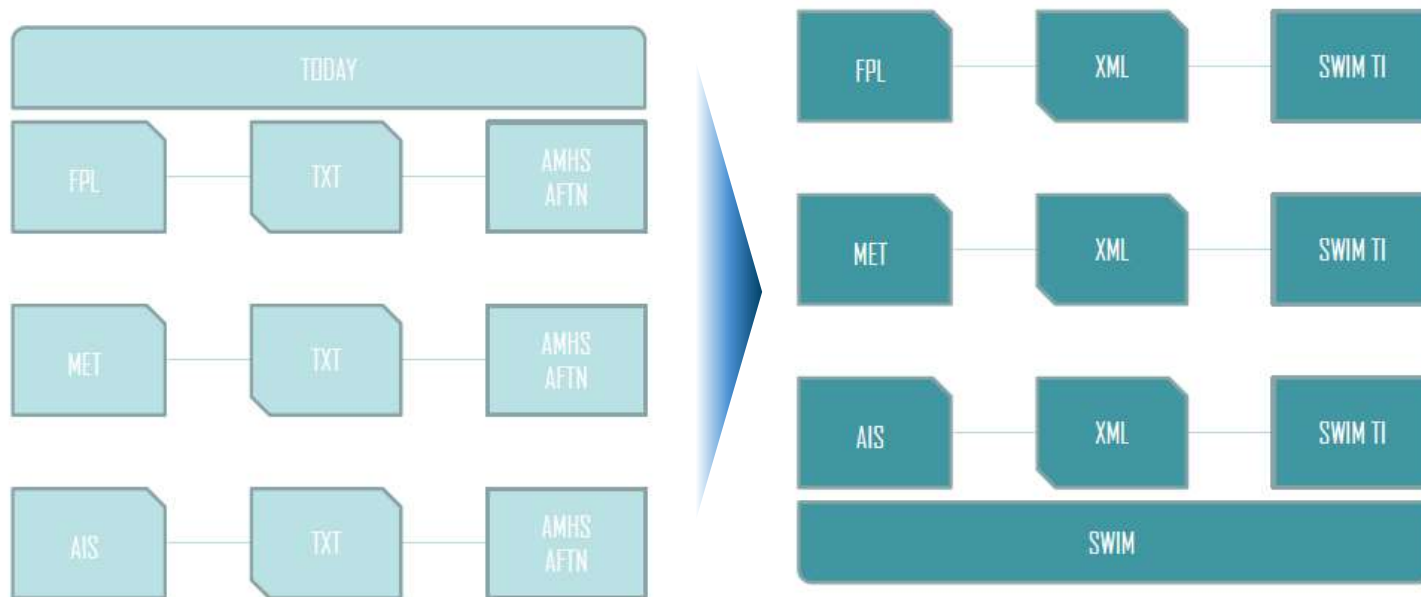 TODAY
FPL
TXT
AMHS
AFTN
MET
TXT
AMHS
AFTN
AIS
TXT
AMHS
AFTN
FPL
XML
SWIM TI
MET
XML
SWIM TI
AIS
XML
SWIM TI
SWIM